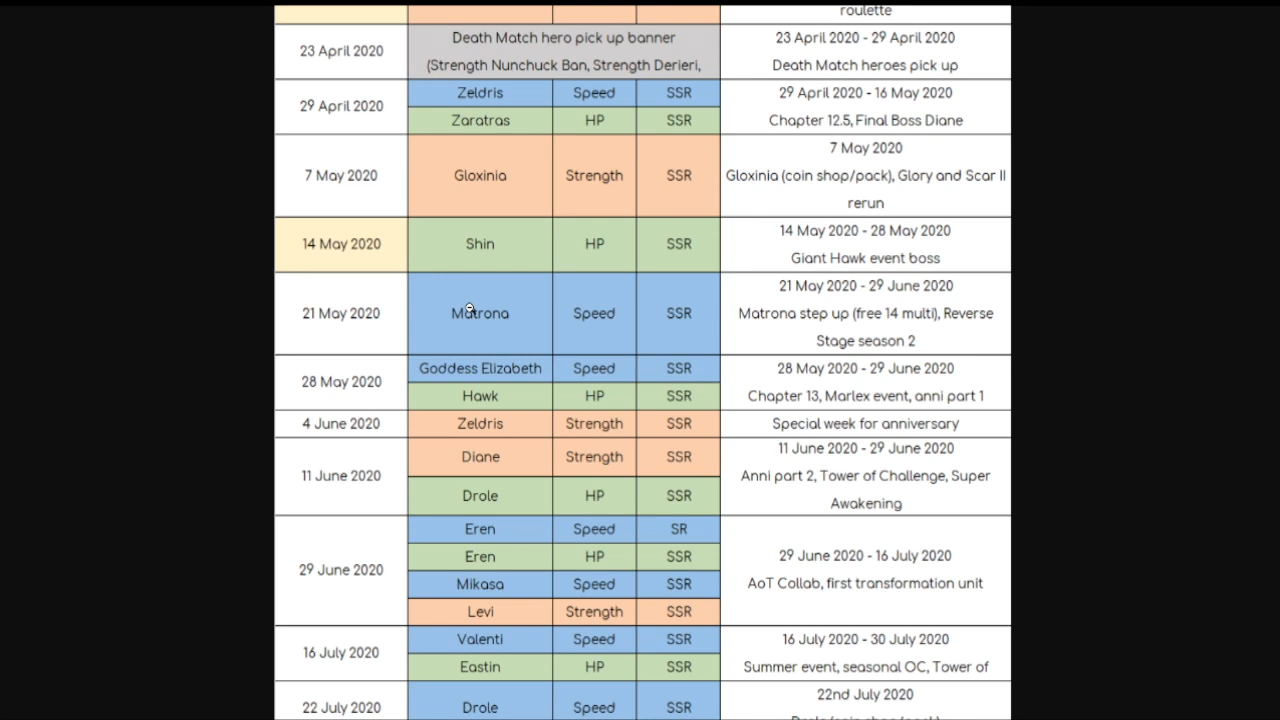 roulette
23 April 2020
Death Match hero pick up banner
(Strength Nunchuck Ban, Strength Derieri,
23 April 2020 - 29 April 2020
Death Match heroes pick up
29 April 2020
Zeldris Speed SSR
Zaratras HP SSR
29 April 2020 - 16 May 2020
Chapter 12.5, Final Boss Diane
7 May 2020
Gloxinia Strength SSR
7 May 2020
Gloxinia (coin shop/pack), Glory and Scar II
rerun
14 May 2020
Shin HP SSR
14 May 2020 - 28 May 2020
Giant Hawk event boss
21 May 2020
Matrona Speed SSR
21 May 2020 - 29 June 2020
Matrona step up (free 14 multi), Reverse
Stage season 2
28 May 2020
Goddess Elizabeth Speed SSR
Hawk HP SSR
28 May 2020 - 29 June 2020
Chapter 13, Marlex event, anni part 1
4 June 2020
Zeldris Strength SSR
Special week for anniversary
11 June 2020
Diane Strength SSR
Drole HP SSR
11 June 2020 - 29 June 2020
Anni part 2, Tower of Challenge, Super
Awakening
29 June 2020
Eren Speed SR
Eren HP SSR
Mikasa Speed SSR
Levi Strength SSR
29 June 2020 - 16 July 2020
AoT Collab, first transformation unit
16 July 2020
Valenti Speed SSR
Eastin HP SSR
16 July 2020 - 30 July 2020
Summer event, seasonal OC, Tower of
22 July 2020
Drole Speed SSR
22nd July 2020